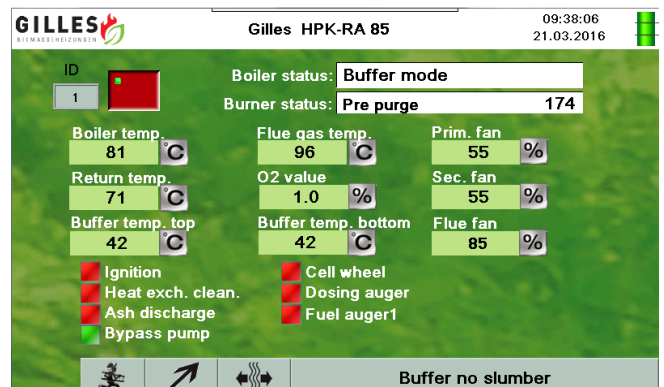 GILLES
BIOMASSEHEIZUNGEN
Gilles HPK-RA 85
09:38:06
21.03.2016
ID
1
Boiler status: Buffer mode
Burner status: Pre purge 174
Boiler temp. Flue gas temp. Prim. fan
81 °C 96 °C 55 %
Return temp. O2 value Sec. fan
71 °C 1.0 % 55 %
Buffer temp. top Buffer temp. bottom Flue fan
42 °C 42 °C 85 %
Ignition Cell wheel
Heat exch. clean. Dosing auger
Ash discharge Fuel auger1
Bypass pump
Buffer no slumber